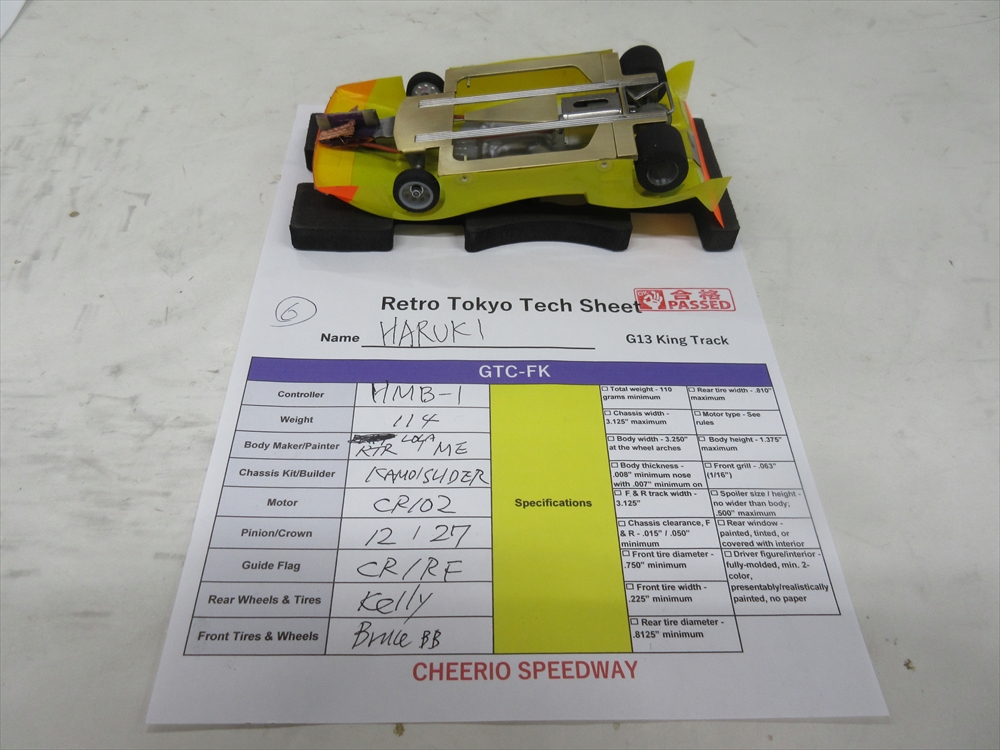 6
Retro Tokyo Tech Sheet
合格
PASSED
Name HARUKI
G13 King Track
GTC-FK
Controller HMB-1
Weight 114
Body Maker/Painter RTR LOLA ME
Chassis Kit/Builder KAMO/SLIDER
Motor CR/02
Pinion/Crown 12 / 27
Guide Flag CR/RF
Rear Wheels & Tires Kelly
Front Tires & Wheels Bruce BB
Specifications
Total weight - 110
grams minimum
Chassis width -
3.125" maximum
Body width - 3.250"
at the wheel arches
Body thickness -
.008" minimum nose
with .007" minimum on
F & R track width -
3.125"
Chassis clearance, F
& R - .015" / .050"
minimum
Front tire diameter -
.750" minimum
Front tire width -
.225" minimum
Rear tire diameter -
.8125" minimum
Rear tire width - .810"
maximum
Motor type - See
rules
Body height - 1.375"
maximum
Front grill - .063"
(1/16")
Spoiler size / height -
no wider than body;
.500" maximum
Rear window -
painted, tinted, or
covered with interior
Driver figure/interior -
fully-molded, min. 2-
color,
presentably/realistically
painted, no paper
CHEERIO SPEEDWAY